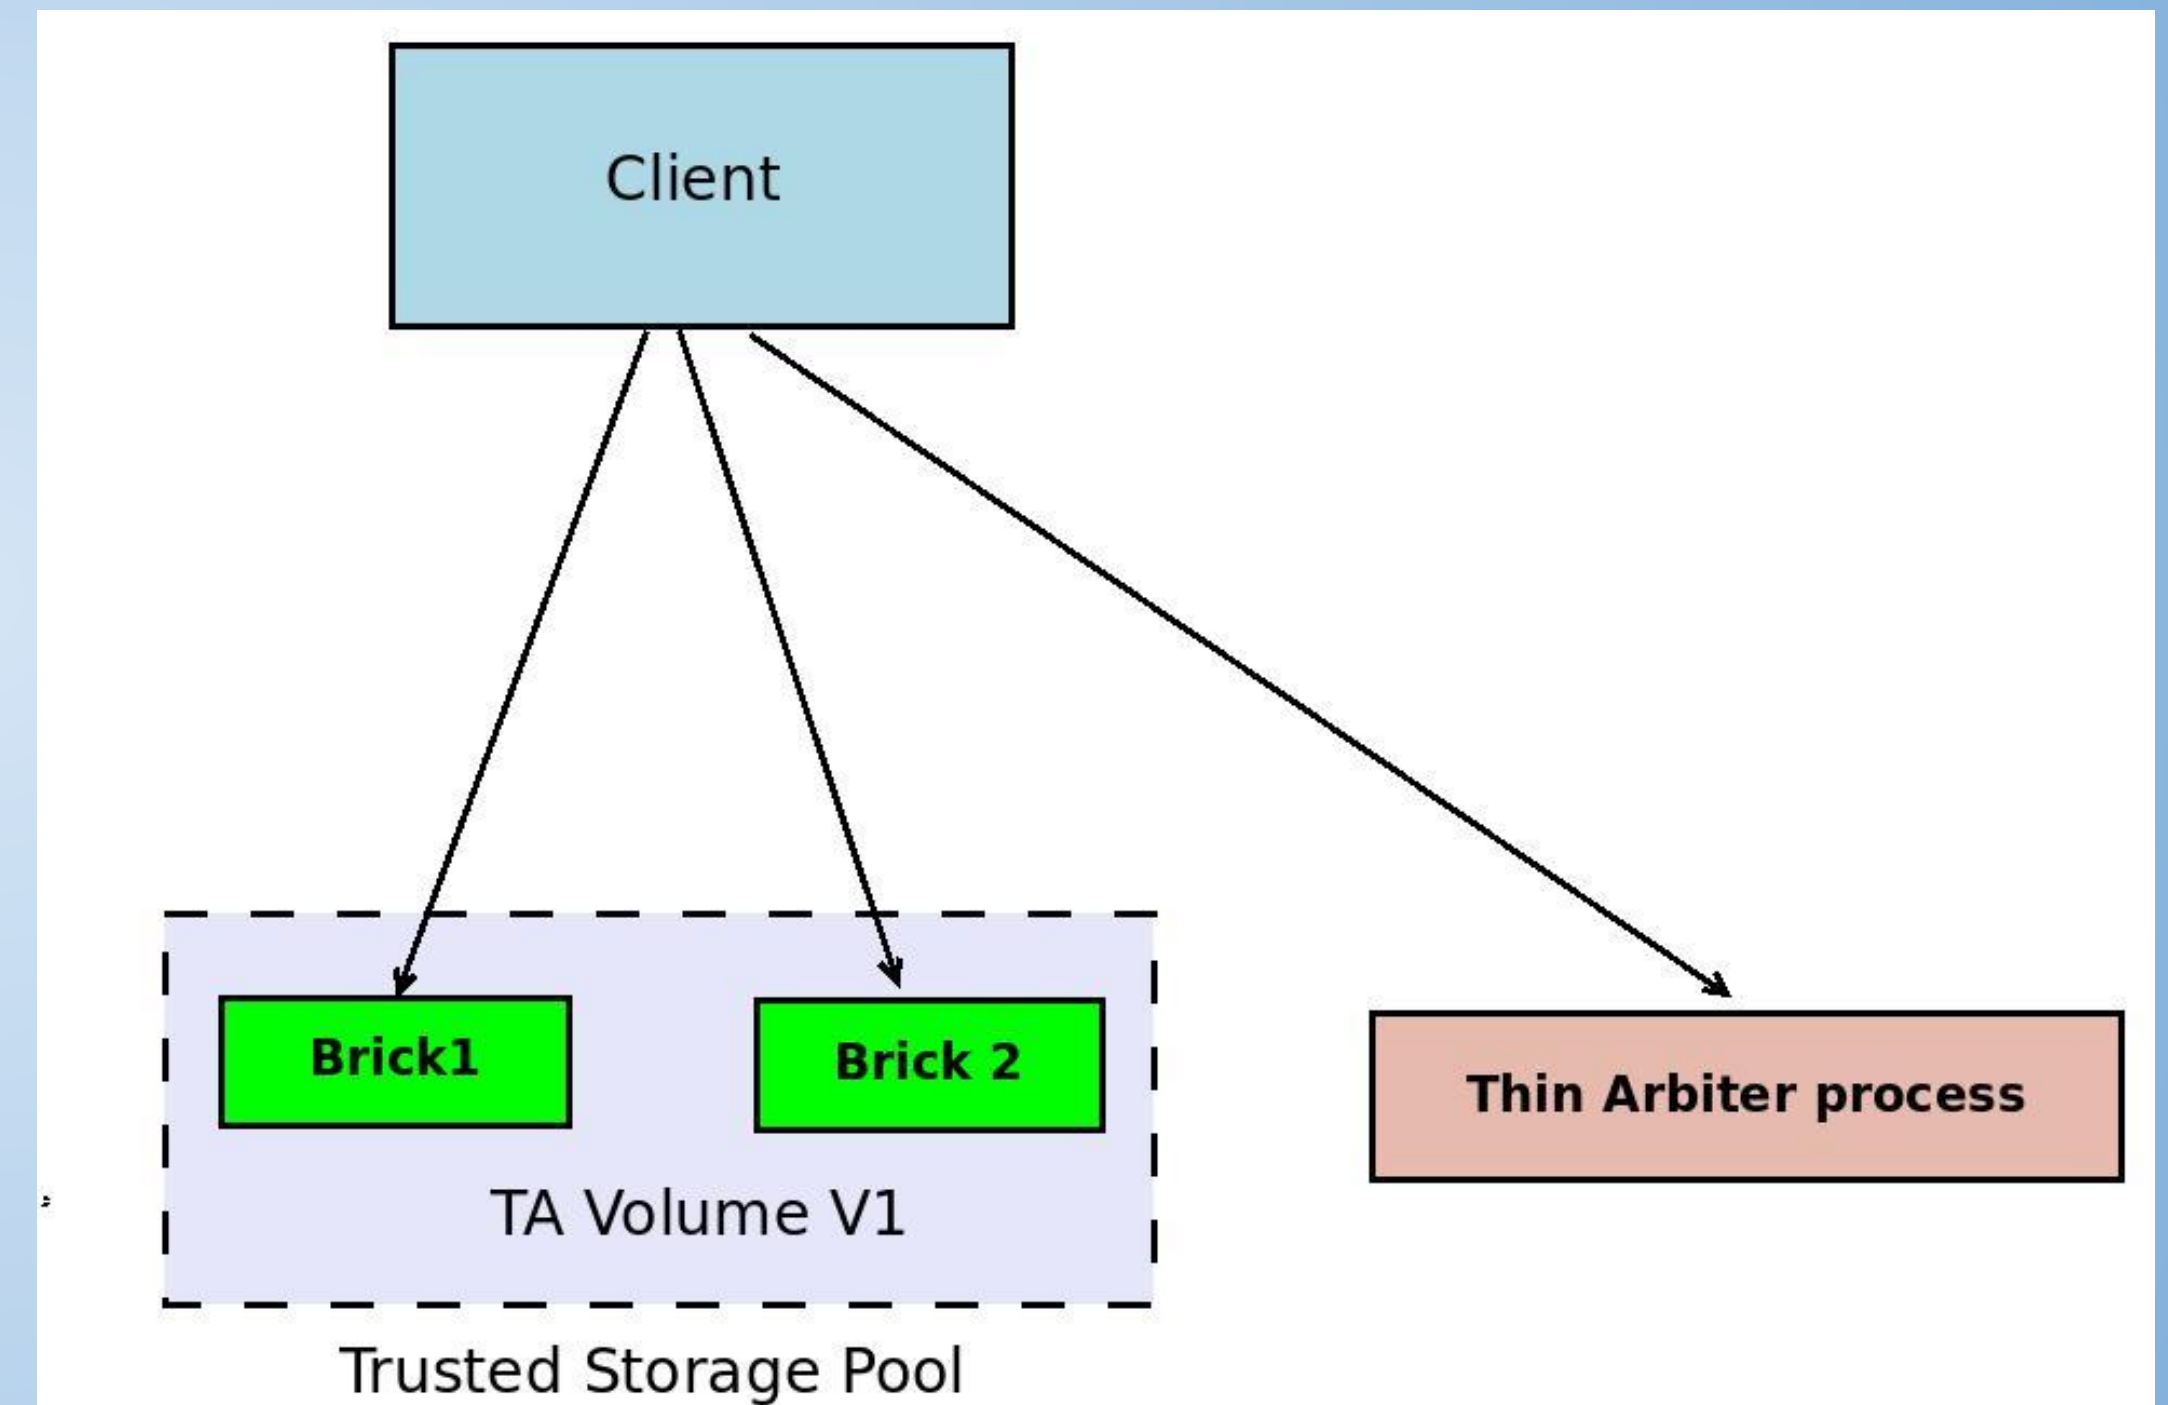 Client
Brick1
Brick 2
Thin Arbiter process
TA Volume V1
Trusted Storage Pool